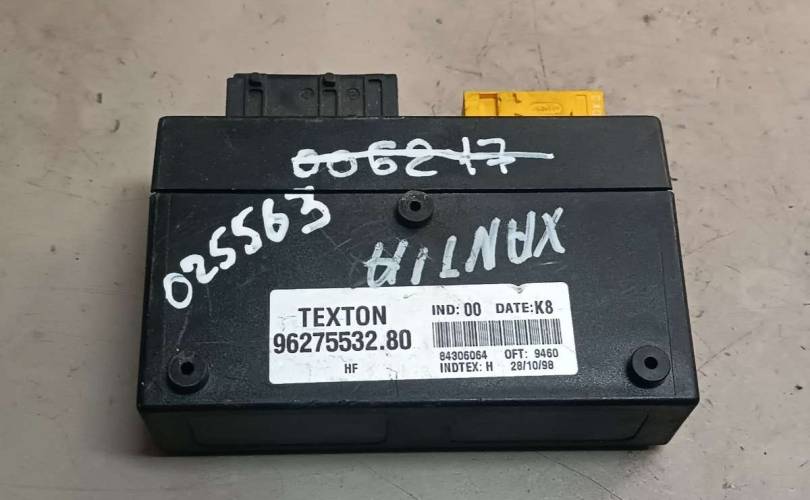 006217
025563
XANTIA
TEXTON
96275532.80
HF
IND: 00 DATE: K8
84306064 OFT: 9460
INDTEX: H 28/10/98